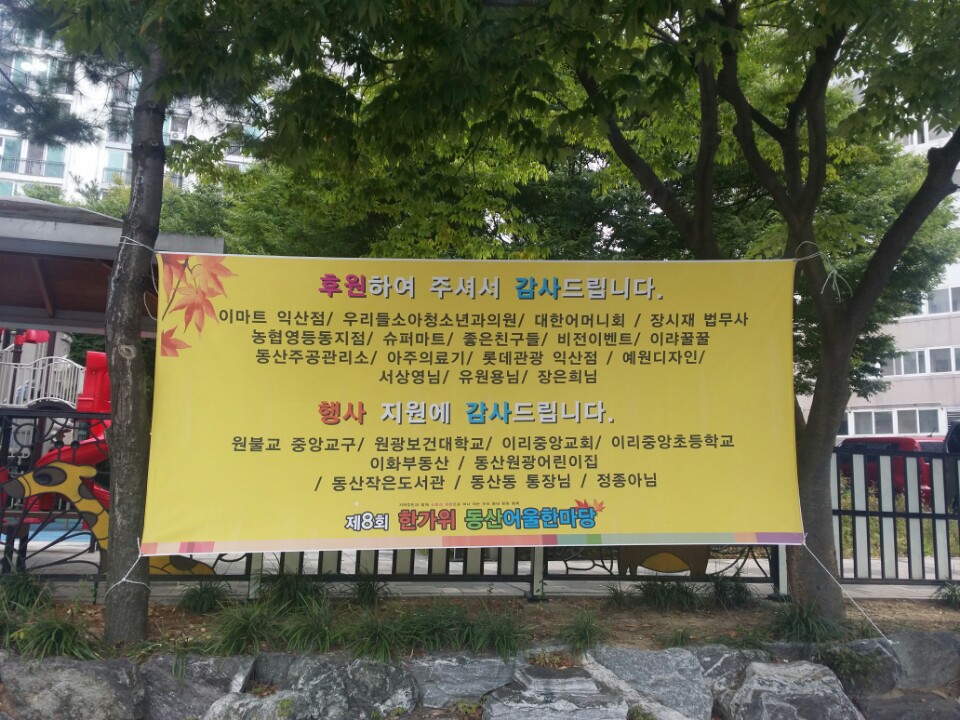 후원하여 주셔서 감사드립니다.
이마트 익산점/ 우리들소아청소년과의원/ 대한어머니회 / 장시재 법무사
농협영등동지점/ 슈퍼마트/ 좋은친구들/ 비전이벤트/ 이랴꿀꿀
동산주공관리소/ 아주의료기/ 롯데관광 익산점 / 예원디자인/
서상영님/ 유원용님/ 장은희님
행사 지원에 감사드립니다.
원불교 중앙교구/ 원광보건대학교/ 이리중앙교회/ 이리중앙초등학교
이화부동산 / 동산원광어린이집
/ 동산작은도서관 / 동산동 통장님 / 정종아님
제8회 한가위 동산어울한마당